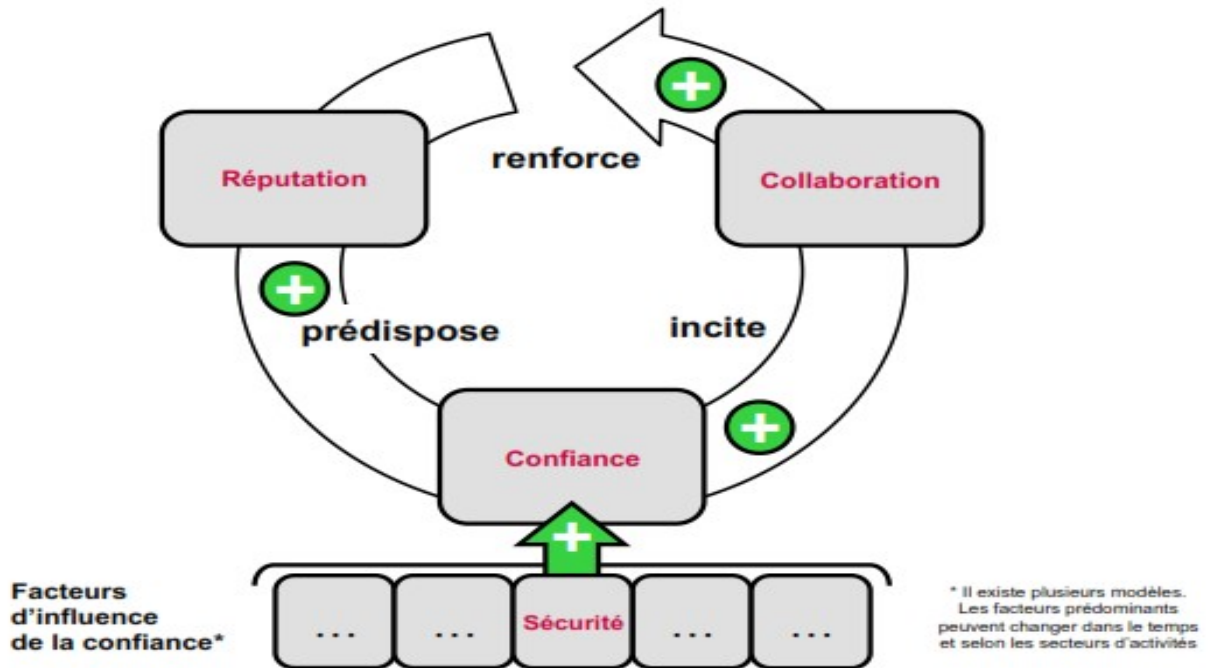 renforce
Réputation
Collaboration
prédispose
incite
Confiance
Facteurs
d’influence
de la confiance*
...
...
Sécurité
...
...
* Il existe plusieurs modèles.
Les facteurs prédominants
peuvent changer dans le temps
et selon les secteurs d’activités